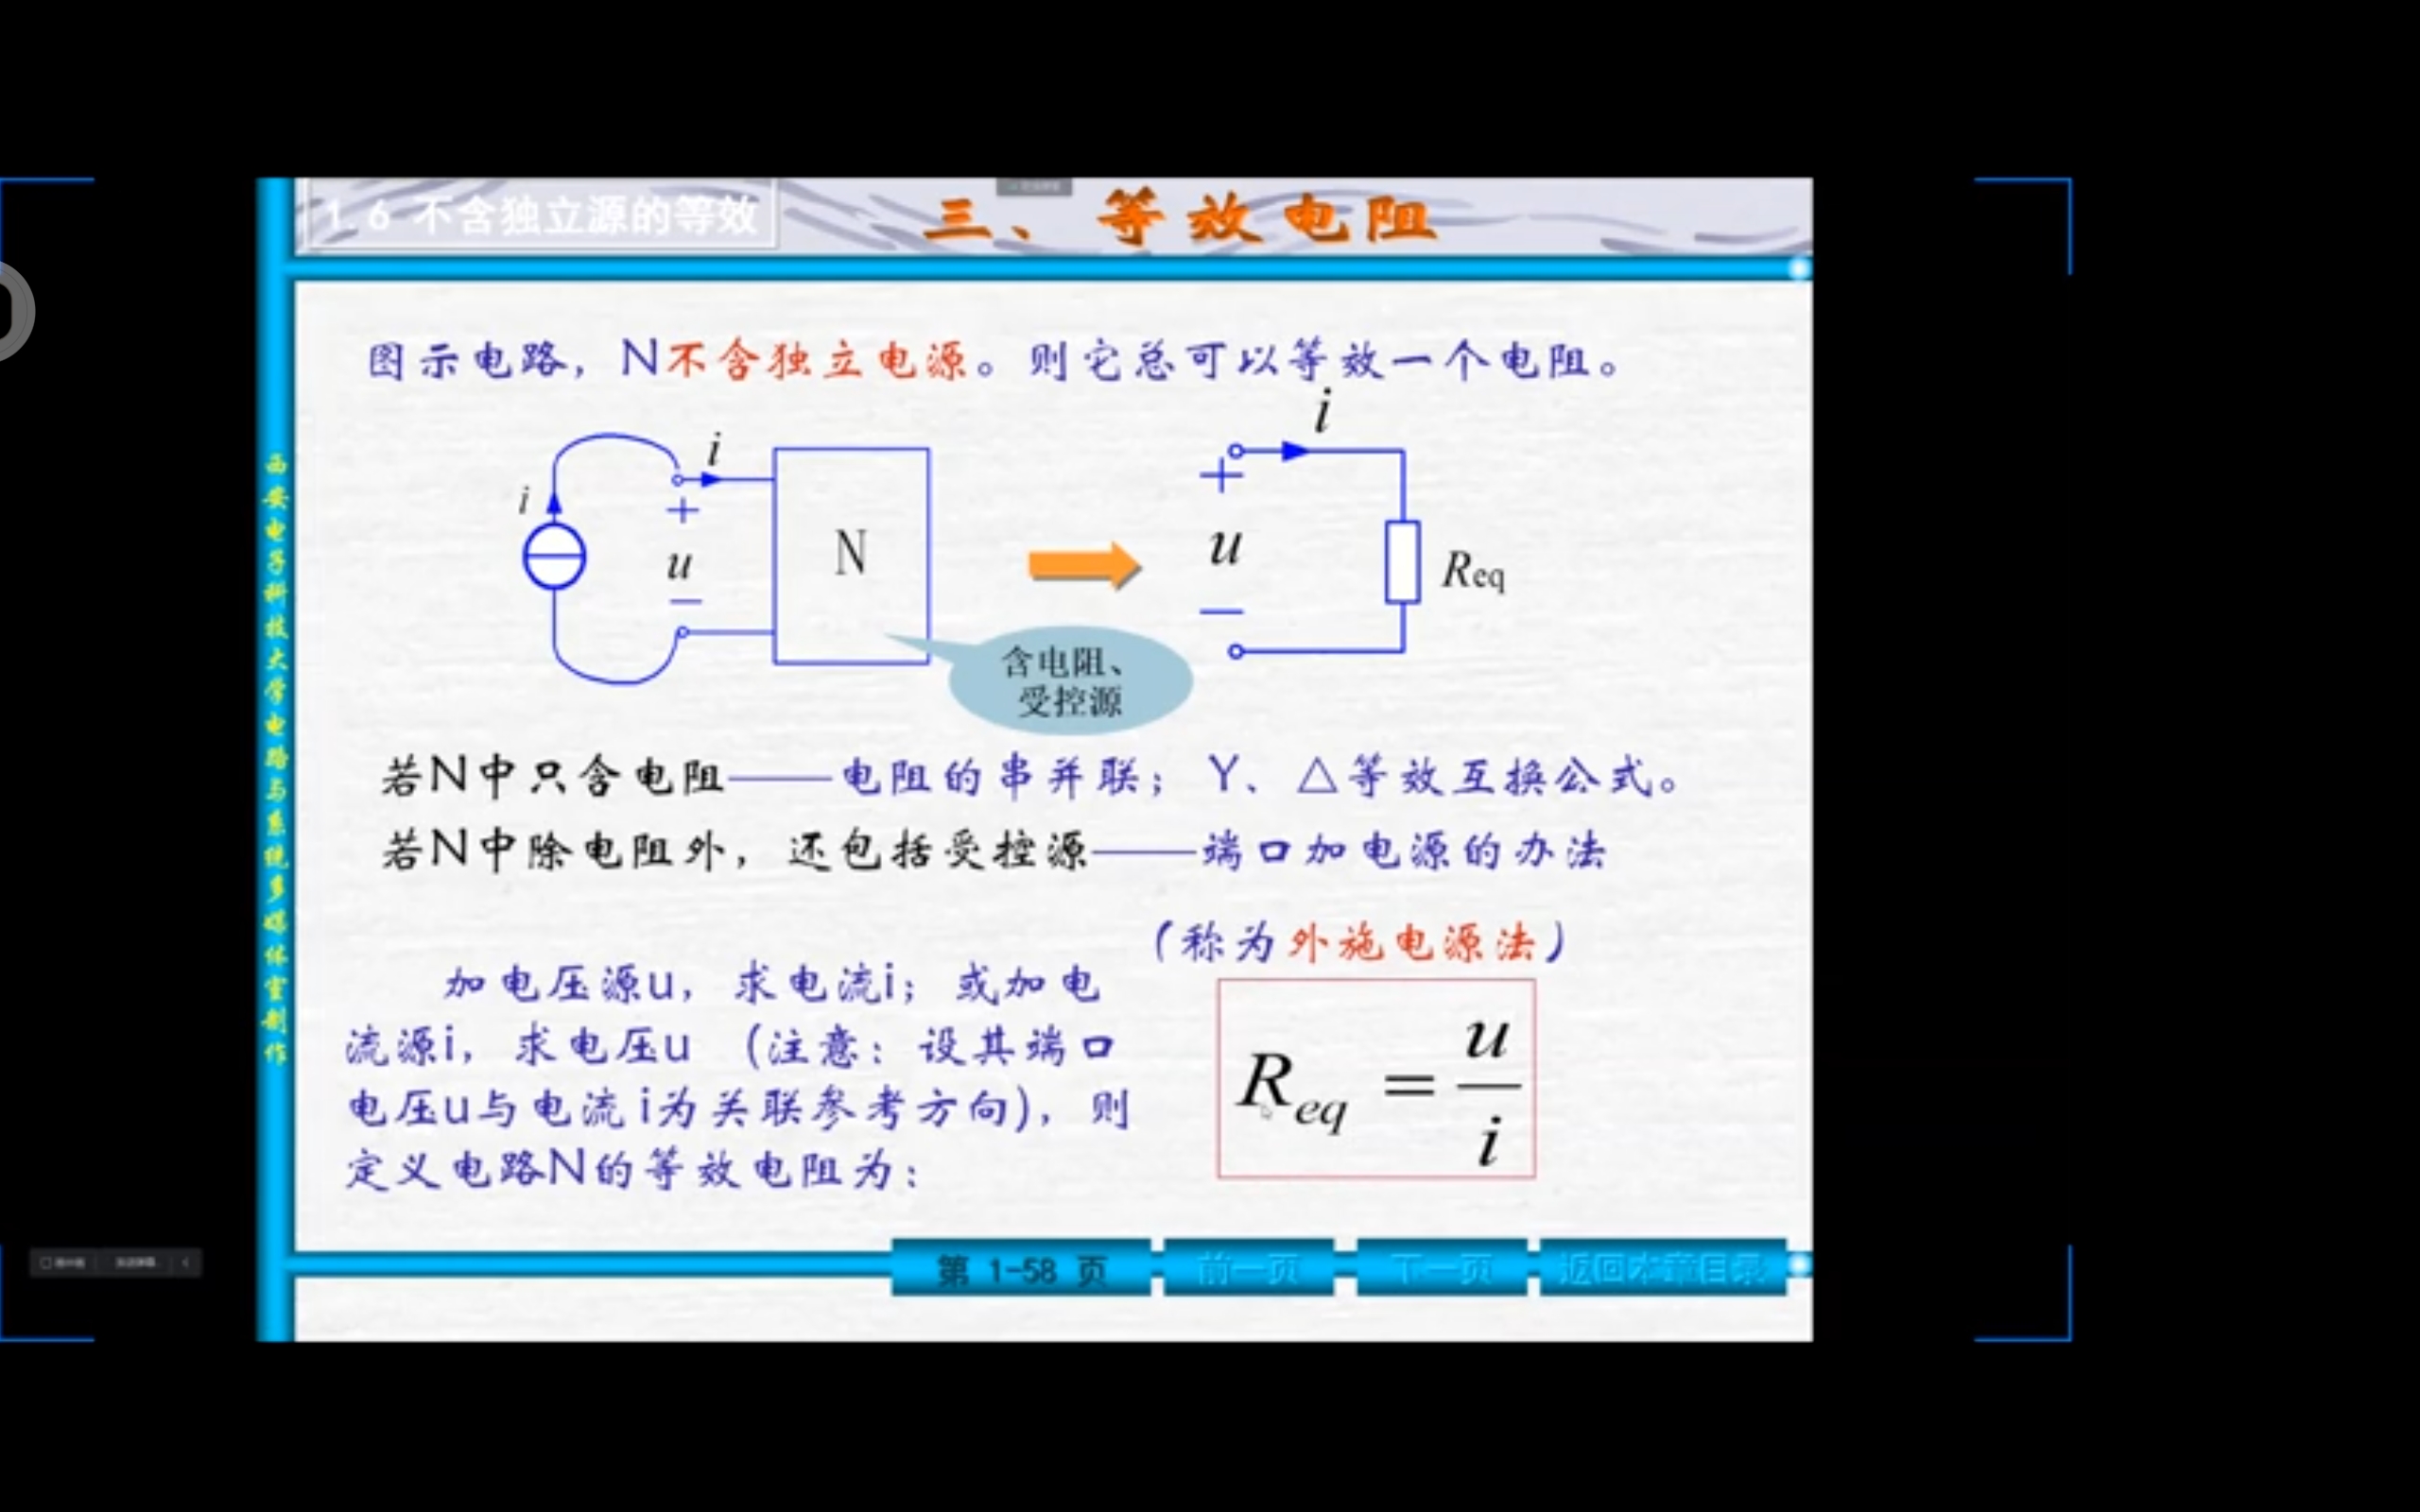 1.6 不含独立源的等效
三、等效电阻
图示电路，N不含独立电源。则它总可以等效一个电阻。
i
i
+
u
−
N
含电阻、
受控源
i
+
u
−
Req
若N中只含电阻——电阻的串并联；Y、△等效互换公式。
若N中除电阻外，还包括受控源——端口加电源的办法
（称为外施电源法）
加电压源u，求电流i；或加电
流源i，求电压u （注意：设其端口
电压u与电流i为关联参考方向），则
定义电路N的等效电阻为：
Req = u/i
西安电子科技大学电路与系统多媒体室制作
第 1-58 页
前一页
下一页
返回本章目录